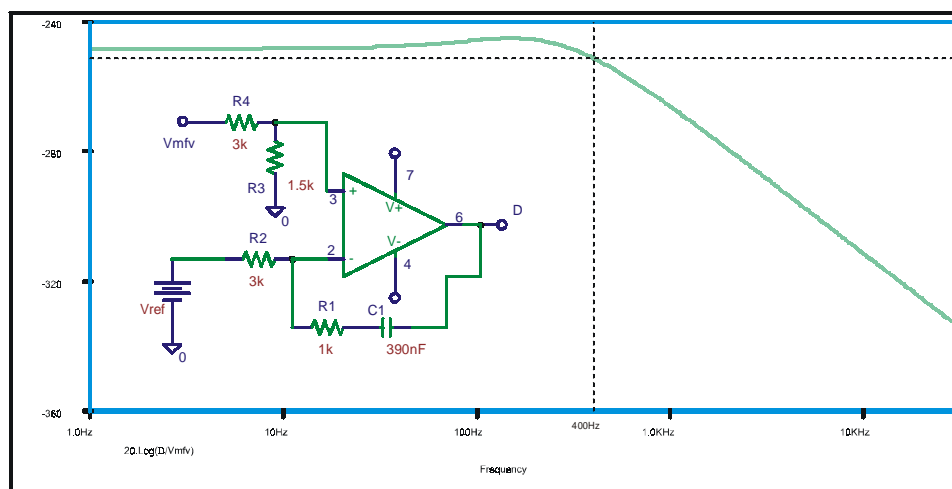 -240
-280
-320
-360
R4
Vmfv
3k
R3
1.5k
0
3
+
7
V+
6
D
R2
2
-
V-
4
3k
Vref
R1
C1
1k
390nF
0
1.0Hz
10Hz
100Hz
400Hz
1.0KHz
10KHz
20.Log(D/Vmfv)
Frequency